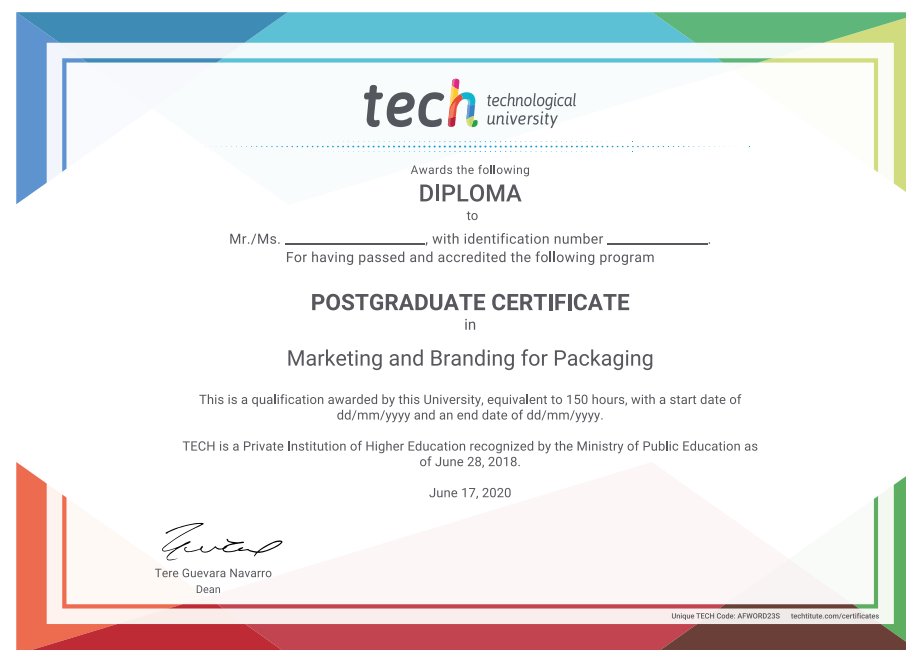 tech technological
university
Awards the following
DIPLOMA
to
Mr./Ms. ____________________, with identification number ______________.
For having passed and accredited the following program
POSTGRADUATE CERTIFICATE
in
Marketing and Branding for Packaging
This is a qualification awarded by this University, equivalent to 150 hours, with a start date of
dd/mm/yyyy and an end date of dd/mm/yyyy.
TECH is a Private Institution of Higher Education recognized by the Ministry of Public Education as
of June 28, 2018.
June 17, 2020
Tere Guevara Navarro
Dean
Unique TECH Code: AFWORD23S techtitute.com/certificates